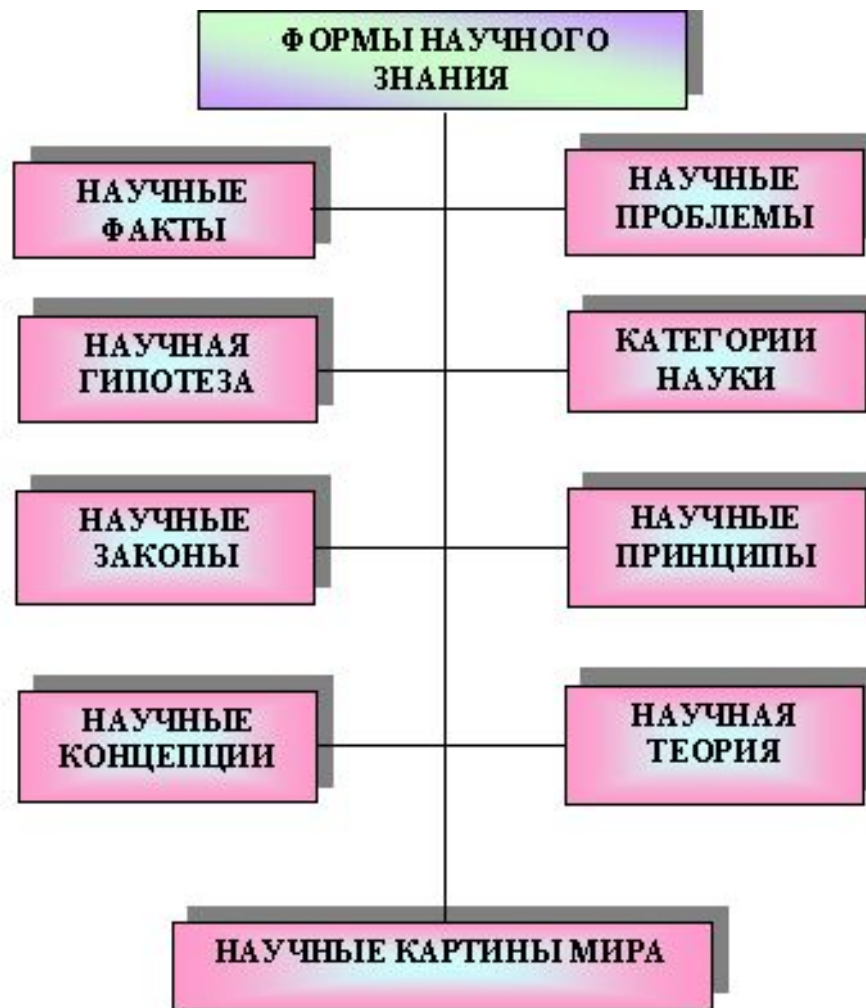 ФОРМЫ НАУЧНОГО
ЗНАНИЯ
НАУЧНЫЕ
ФАКТЫ
НАУЧНЫЕ
ПРОБЛЕМЫ
НАУЧНАЯ
ГИПОТЕЗА
КАТЕГОРИИ
НАУКИ
НАУЧНЫЕ
ЗАКОНЫ
НАУЧНЫЕ
ПРИНЦИПЫ
НАУЧНЫЕ
КОНЦЕПЦИИ
НАУЧНАЯ
ТЕОРИЯ
НАУЧНЫЕ КАРТИНЫ МИРА